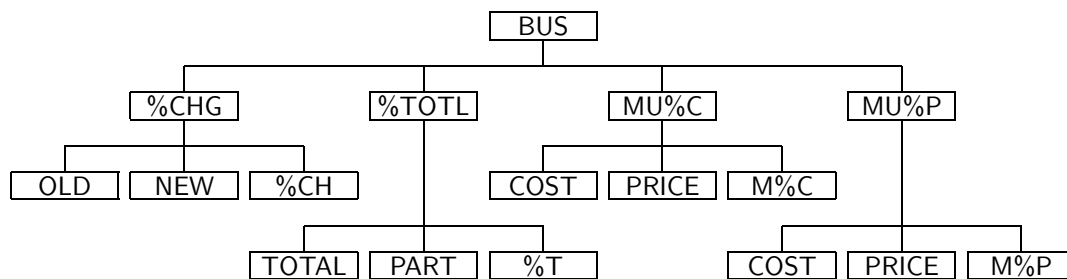 BUS
%CHG %TOTL MU%C MU%P
OLD NEW %CH COST PRICE M%C
TOTAL PART %T COST PRICE M%P